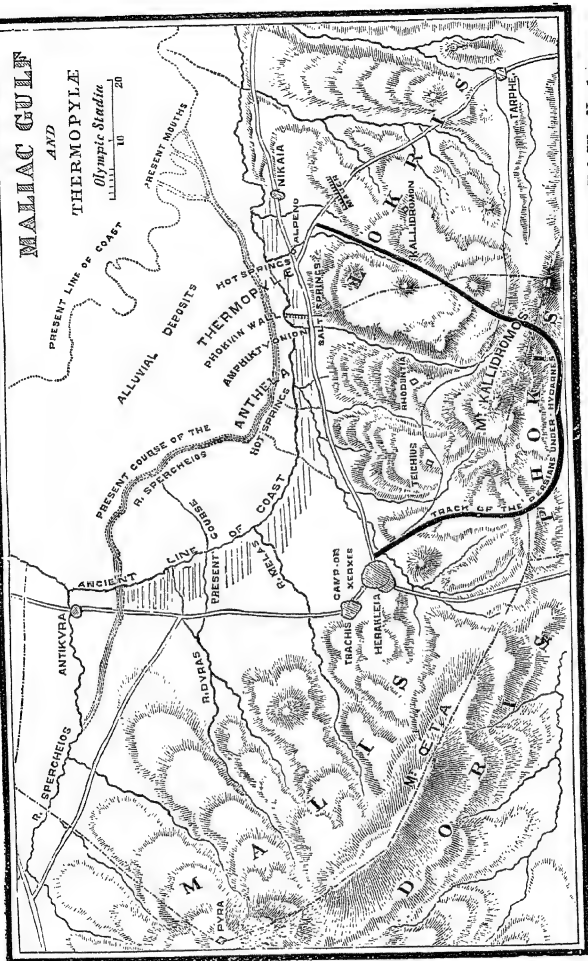 MALIAC GULF
AND
THERMOPYLÆ
Olympic Stadia
10 20
PRESENT MOUTHS
PRESENT LINE OF COAST
ALLUVIAL DEPOSITS
PRESENT COURSE OF THE
R. SPERCHEIOS
ANCIENT LINE OF COAST
ANTIKYRA
R. SPERCHEIOS
PRESENT COURSE
R. DYRAS
R. MELAS
CAMP OF
XERXES
TRACHIS
HERAKLEIA
ANTHELA
HOT SPRINGS
AMPHIKTYONION
PHOKIAN WALL
THERMOPYLÆ
HOT SPRINGS
SALT SPRINGS
ALPENO
NIKAIA
MARSH
KALLIDROMON
LOKRIS
TARPHE
RHODUNTIA
TEICHIUS
Mt KALLIDROMOS
TRACK OF THE PERSIANS UNDER HYDARNES
PHOKIS
MALIS
Mt ŒTA
DORIS
PYRA